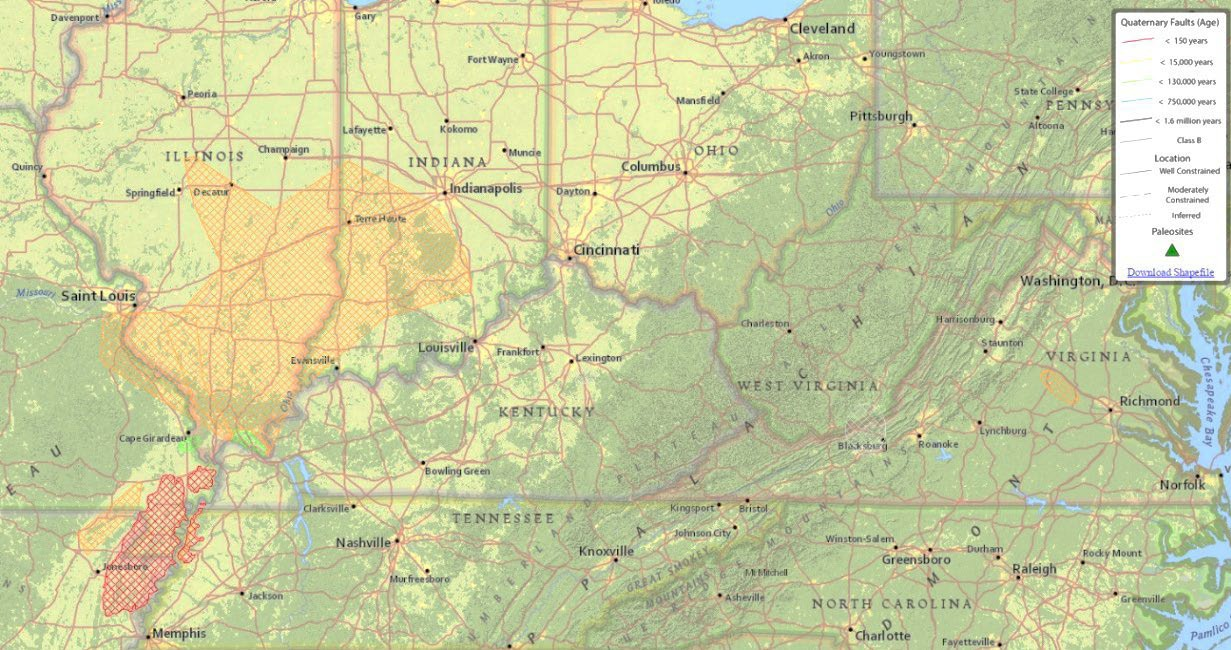 Davenport
Gary
Toledo
Cleveland
Akron
Youngstown
Fort Wayne
Peoria
Mansfield
Pittsburgh
State College
PENNSY
Altoona
Lafayette
Kokomo
Muncie
Champaign
ILLINOIS
INDIANA
Columbus
OHIO
Quincy
Springfield
Decatur
Indianapolis
Dayton
Terre Haute
Ohio
Cincinnati
Missouri
Saint Louis
Washington, D.C.
Charleston
Harrisonburg
Staunton
Louisville
Frankfort
Lexington
Evansville
Ohio
VIRGINIA
WEST VIRGINIA
Richmond
Chesapeake Bay
KENTUCKY
Cape Girardeau
Blacksburg
Roanoke
Lynchburg
Bowling Green
Norfolk
Clarksville
TENNESSEE
Kingsport
Bristol
Johnson City
Nashville
Knoxville
Winston-Salem
Greensboro
Durham
Raleigh
Rocky Mount
Jonesboro
Murfreesboro
GREAT SMOKEY
MOUNTAINS
Mt Mitchell
Jackson
Asheville
NORTH CAROLINA
Greenville
Memphis
Charlotte
Fayetteville
Pamlico
Quaternary Faults (Age)
< 150 years
< 15,000 years
< 130,000 years
< 750,000 years
< 1.6 million years
Class B
Location
Well Constrained
Moderately
Constrained
Inferred
Paleosites
Download Shapefile